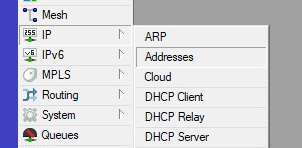 Mesh
IP
IPv6
MPLS
Routing
System
Queues
ARP
Addresses
Cloud
DHCP Client
DHCP Relay
DHCP Server